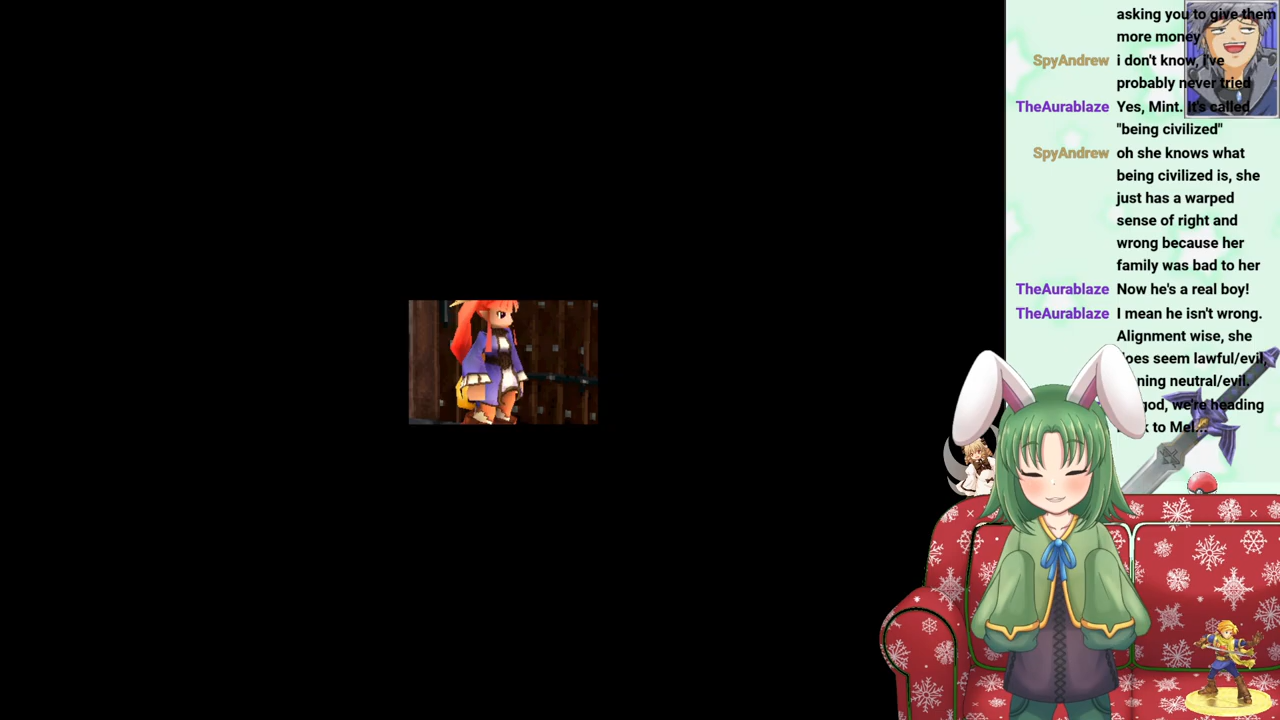 asking you to give them
more money
SpyAndrew i don't know, i've
probably never tried
TheAurablaze Yes, Mint. It's called
"being civilized"
SpyAndrew oh she knows what
being civilized is, she
just has a warped
sense of right and
wrong because her
family was bad to her
TheAurablaze Now he's a real boy!
TheAurablaze I mean he isn't wrong.
Alignment wise, she
does seem lawful/evil,
neutral/evil.
god, we're heading
to Mel...